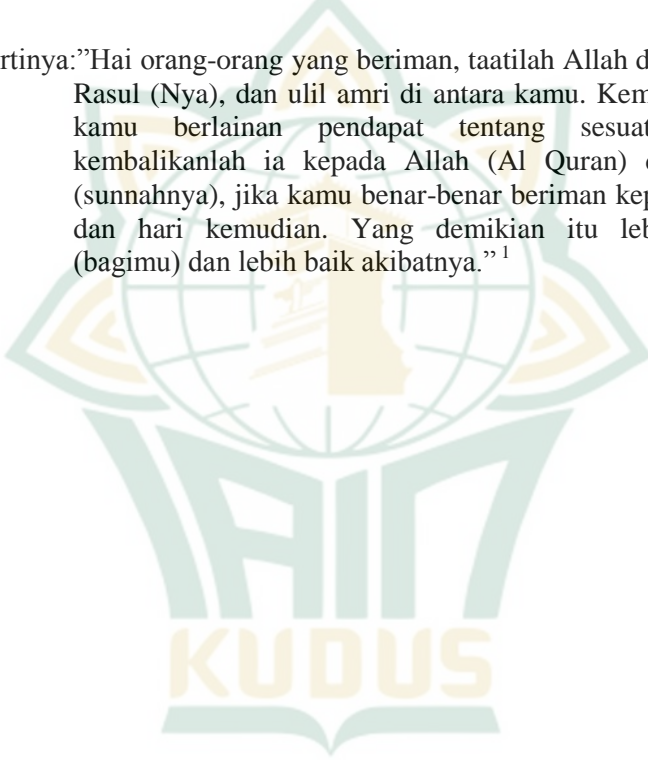 rtinya:”Hai orang-orang yang beriman, taatilah Allah d
Rasul (Nya), dan ulil amri di antara kamu. Kem
kamu berlainan pendapat tentang sesuat
kembalikanlah ia kepada Allah (Al Quran)
(sunnahnya), jika kamu benar-benar beriman kep
dan hari kemudian. Yang demikian itu leb
(bagimu) dan lebih baik akibatnya.” 1
IAIN
KUDUS